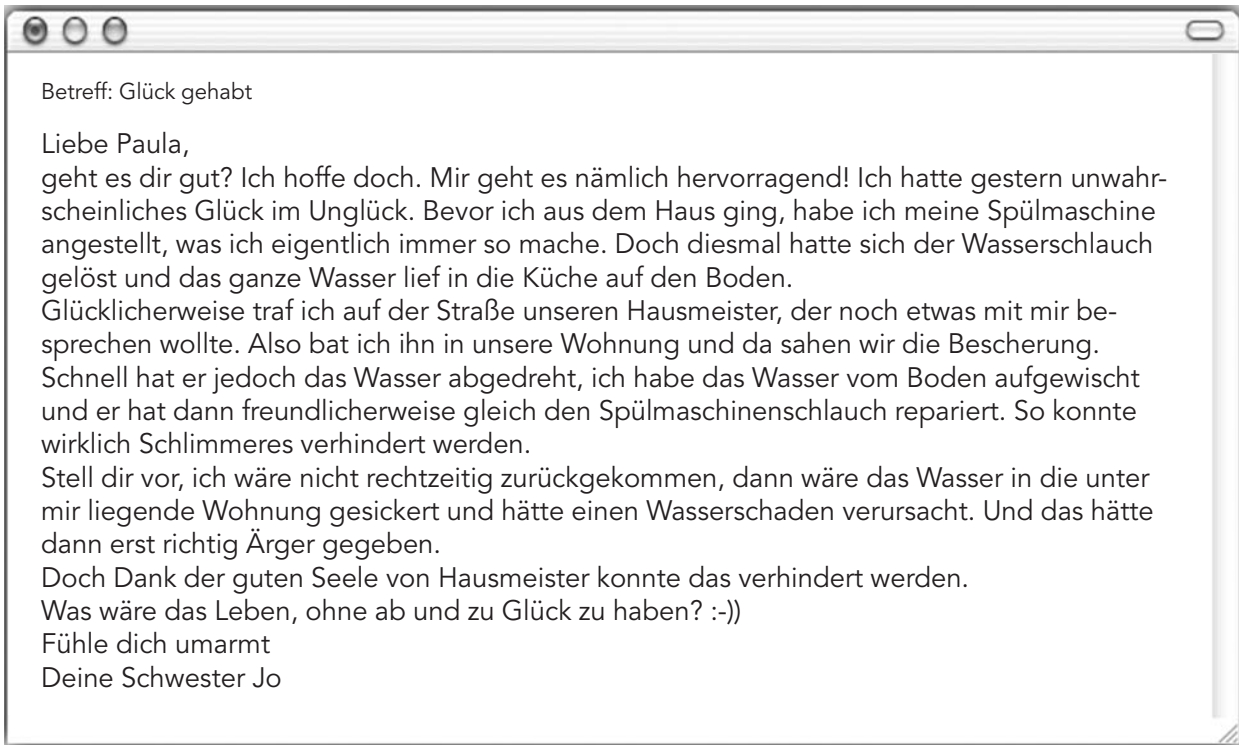 Betreff: Glück gehabt
Liebe Paula,
geht es dir gut? Ich hoffe doch. Mir geht es nämlich hervorragend! Ich hatte gestern unwahr-
scheinliches Glück im Unglück. Bevor ich aus dem Haus ging, habe ich meine Spülmaschine
angestellt, was ich eigentlich immer so mache. Doch diesmal hatte sich der Wasserschlauch
gelöst und das ganze Wasser lief in die Küche auf den Boden.
Glücklicherweise traf ich auf der Straße unseren Hausmeister, der noch etwas mit mir be-
sprechen wollte. Also bat ich ihn in unsere Wohnung und da sahen wir die Bescherung.
Schnell hat er jedoch das Wasser abgedreht, ich habe das Wasser vom Boden aufgewischt
und er hat dann freundlicherweise gleich den Spülmaschinenschlauch repariert. So konnte
wirklich Schlimmeres verhindert werden.
Stell dir vor, ich wäre nicht rechtzeitig zurückgekommen, dann wäre das Wasser in die unter
mir liegende Wohnung gesickert und hätte einen Wasserschaden verursacht. Und das hätte
dann erst richtig Ärger gegeben.
Doch Dank der guten Seele von Hausmeister konnte das verhindert werden.
Was wäre das Leben, ohne ab und zu Glück zu haben? :-))
Fühle dich umarmt
Deine Schwester Jo